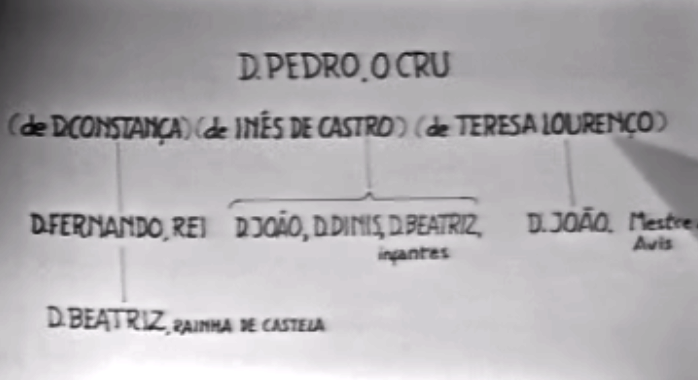 D. PEDRO, O CRU
(de D.CONSTANÇA) (de INÊS DE CASTRO) (de TERESA LOURENÇO)
D.FERNANDO, REI D.JOÃO, D.DINIS, D.BEATRIZ, D. JOÃO, Mestre
infantes Avis
D.BEATRIZ, RAINHA DE CASTELA